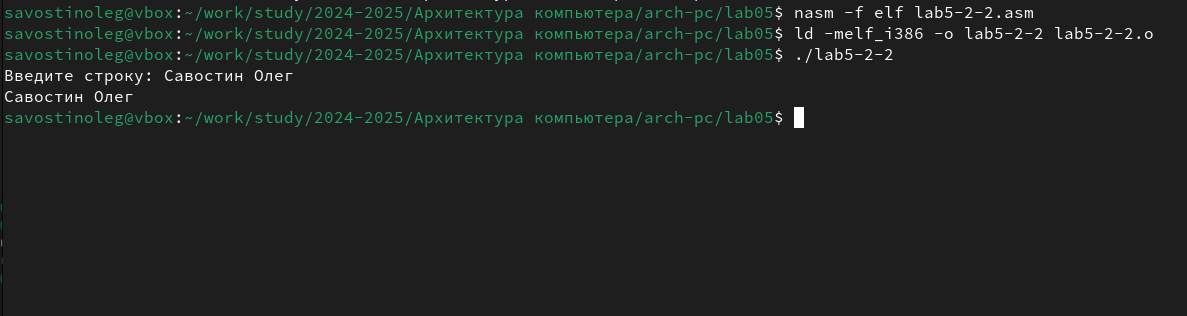 savostinoleg@vbox:~/work/study/2024-2025/Архитектура компьютера/arch-pc/lab05$ nasm -f elf lab5-2-2.asm
savostinoleg@vbox:~/work/study/2024-2025/Архитектура компьютера/arch-pc/lab05$ ld -melf_i386 -o lab5-2-2 lab5-2-2.o
savostinoleg@vbox:~/work/study/2024-2025/Архитектура компьютера/arch-pc/lab05$ ./lab5-2-2
Введите строку: Савостин Олег
Савостин Олег
savostinoleg@vbox:~/work/study/2024-2025/Архитектура компьютера/arch-pc/lab05$